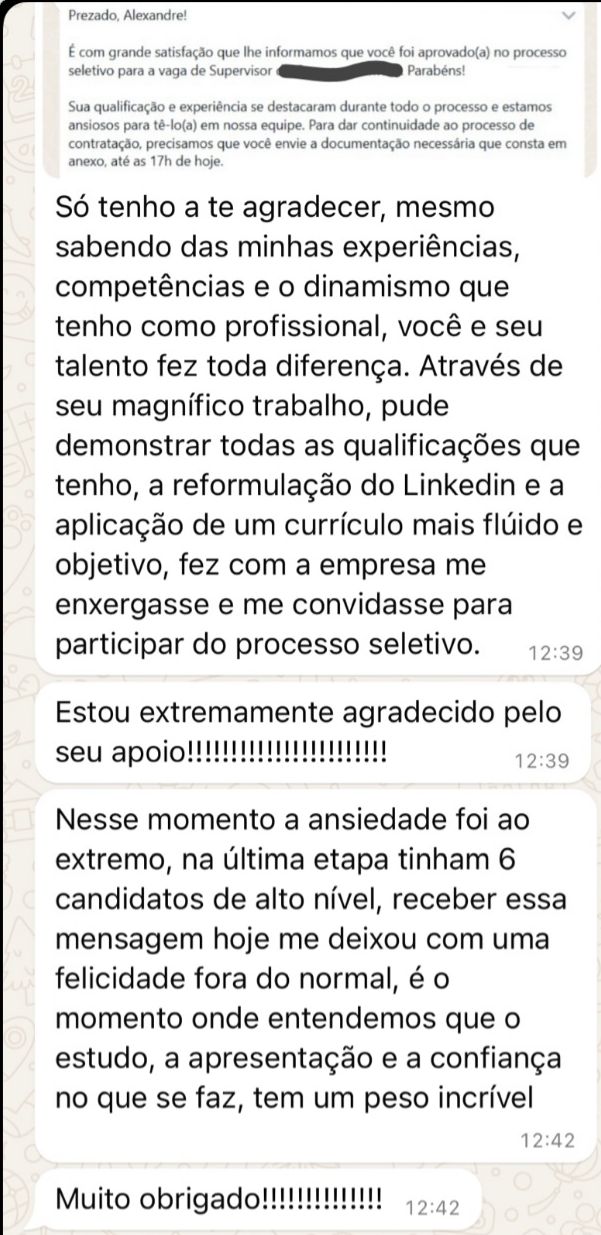 Prezado, Alexandre!
É com grande satisfação que lhe informamos que você foi aprovado(a) no processo
seletivo para a vaga de Supervisor Parabéns!
Sua qualificação e experiência se destacaram durante todo o processo e estamos
ansiosos para tê-lo(a) em nossa equipe. Para dar continuidade ao processo de
contratação, precisamos que você envie a documentação necessária que consta em
anexo, até as 17h de hoje.
Só tenho a te agradecer, mesmo
sabendo das minhas experiências,
competências e o dinamismo que
tenho como profissional, você e seu
talento fez toda diferença. Através de
seu magnífico trabalho, pude
demonstrar todas as qualificações que
tenho, a reformulação do Linkedin e a
aplicação de um currículo mais flúido e
objetivo, fez com a empresa me
enxergasse e me convidasse para
participar do processo seletivo. 12:39
Estou extremamente agradecido pelo
seu apoio!!!!!!!!!!!!!!!!!!!!!!! 12:39
Nesse momento a ansiedade foi ao
extremo, na última etapa tinham 6
candidatos de alto nível, receber essa
mensagem hoje me deixou com uma
felicidade fora do normal, é o
momento onde entendemos que o
estudo, a apresentação e a confiança
no que se faz, tem um peso incrível
12:42
Muito obrigado!!!!!!!!!!!!!! 12:42